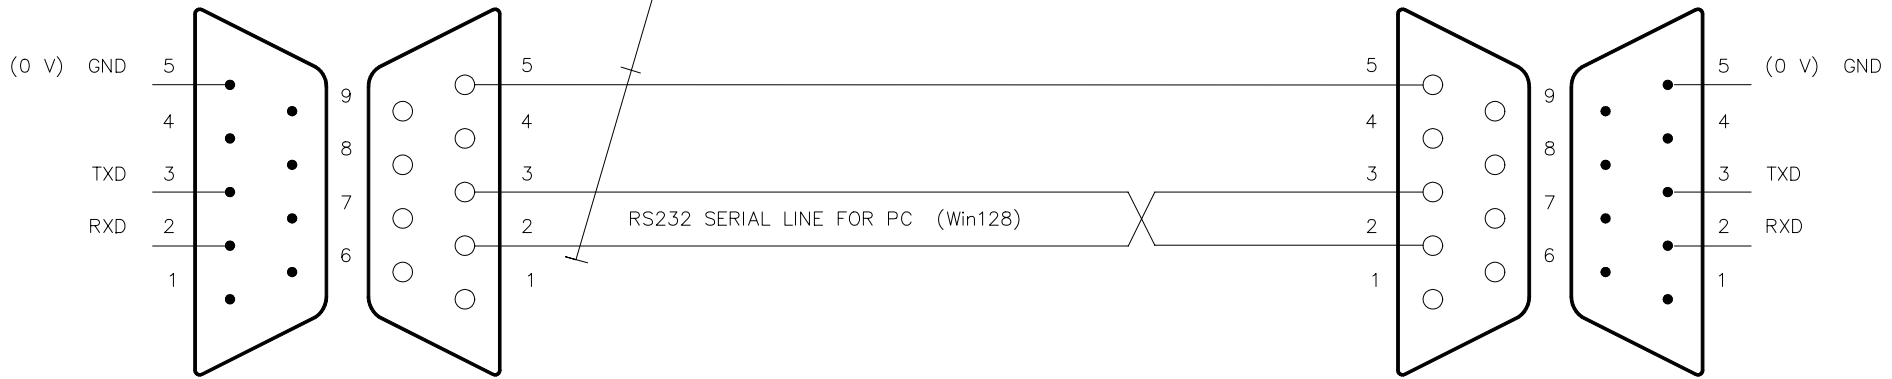 (0 V) GND 5 5 5 5 (0 V) GND
9 9
4 4 4 4
8 8
TXD 3 3 3 3 TXD
7 7
RS232 SERIAL LINE FOR PC (Win128)
RXD 2 2 2 2 RXD
6 6
1 1 1 1